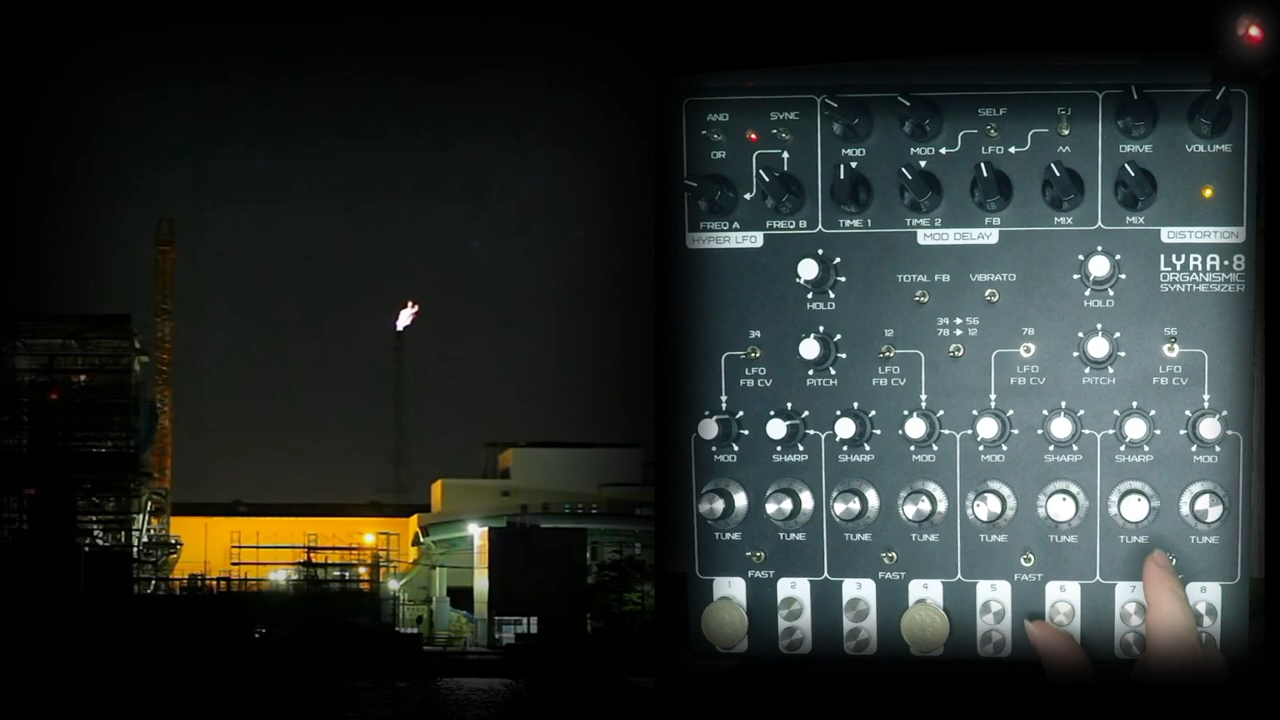 AND SYNC
OR
FREQ A FREQ B
HYPER LFO
SELF
MOD MOD LFO
TIME 1 TIME 2 FB MIX
MOD DELAY
DRIVE VOLUME
MIX
DISTORTION
LYRA-8
ORGANISMIC
SYNTHESIZER
HOLD
TOTAL FB VIBRATO
HOLD
34 → 56
78 → 12
34
LFO
FB CV
PITCH
12
LFO
FB CV
78
LFO
FB CV
PITCH
56
LFO
FB CV
MOD SHARP SHARP MOD MOD SHARP SHARP MOD
TUNE TUNE TUNE TUNE TUNE TUNE TUNE TUNE
FAST FAST FAST
1 2 3 4 5 6 7 8